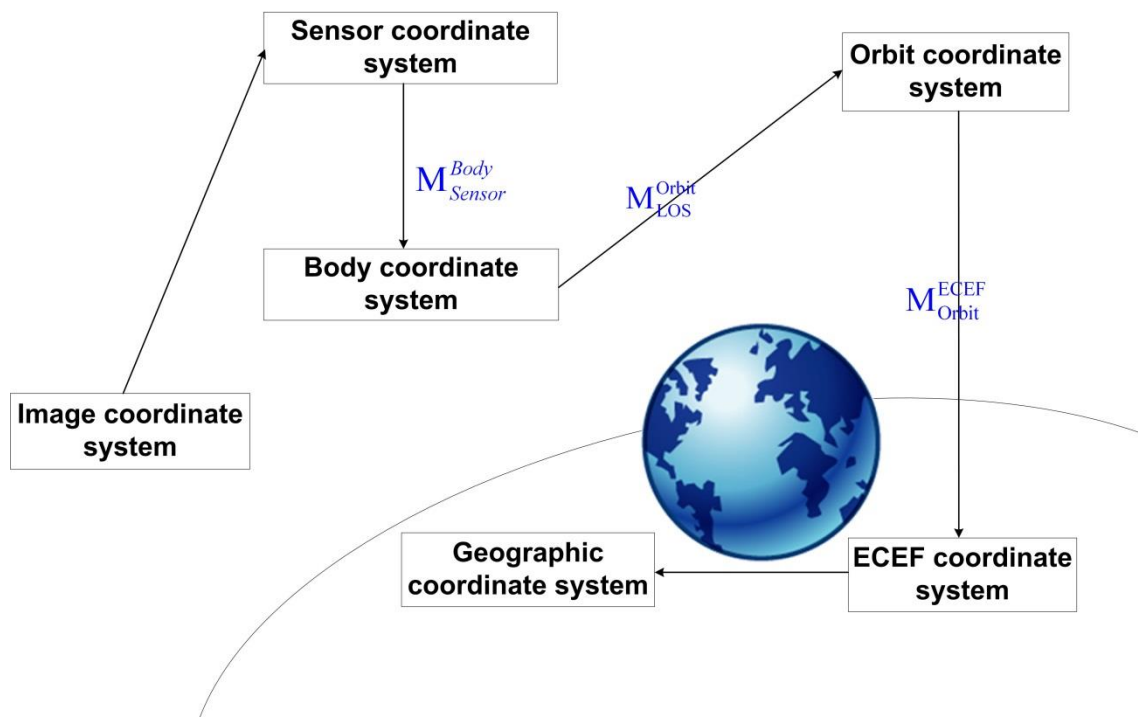 Sensor coordinate
system
Orbit coordinate
system
M Body
Sensor
M Orbit
LOS
Body coordinate
system
M ECEF
Orbit
Image coordinate
system
Geographic
coordinate system
ECEF coordinate
system